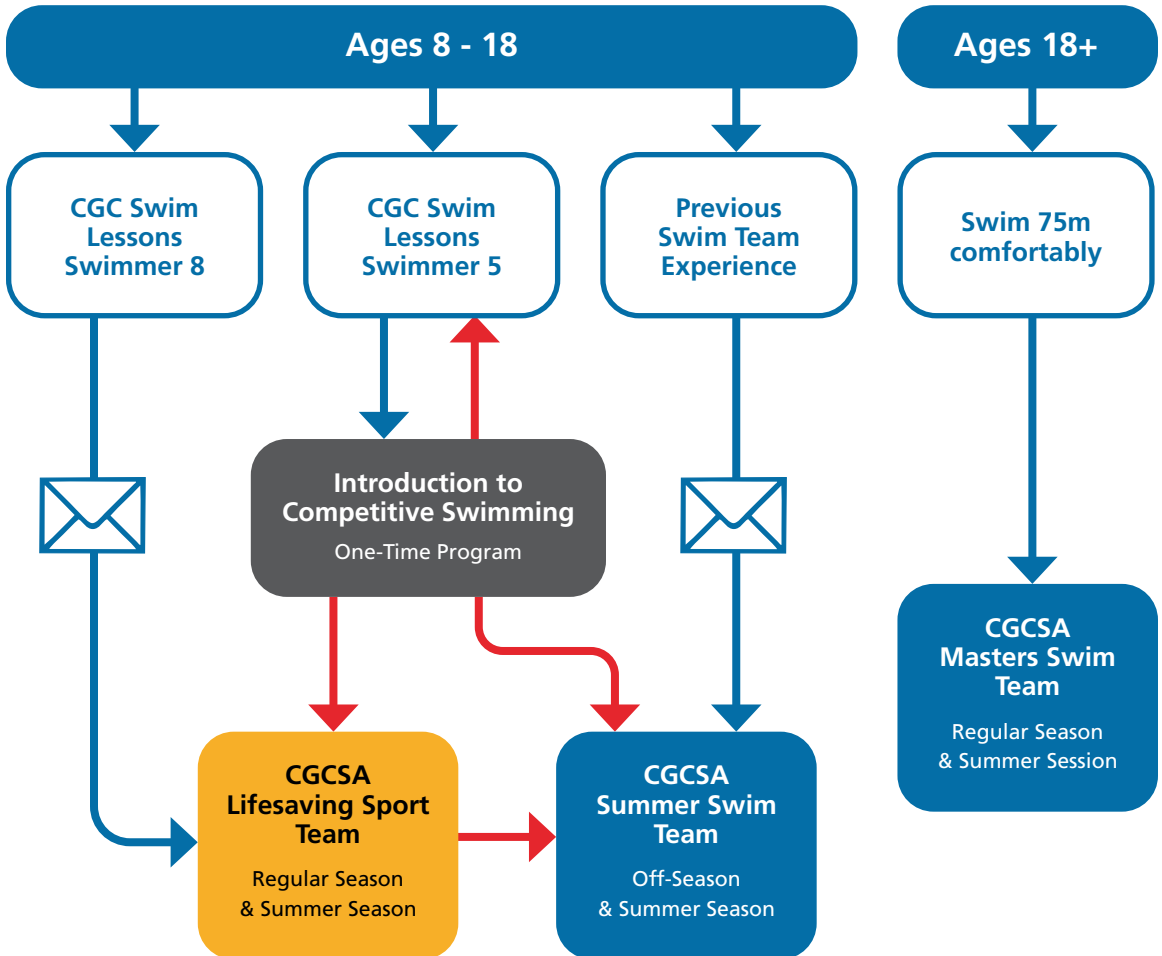 Ages 8 - 18
Ages 18+
CGC Swim
Lessons
Swimmer 8
CGC Swim
Lessons
Swimmer 5
Previous
Swim Team
Experience
Swim 75m
comfortably
Introduction to
Competitive Swimming
One-Time Program
CGCSA
Masters Swim
Team
Regular Season
& Summer Session
CGCSA
Lifesaving Sport
Team
Regular Season
& Summer Season
CGCSA
Summer Swim
Team
Off-Season
& Summer Season